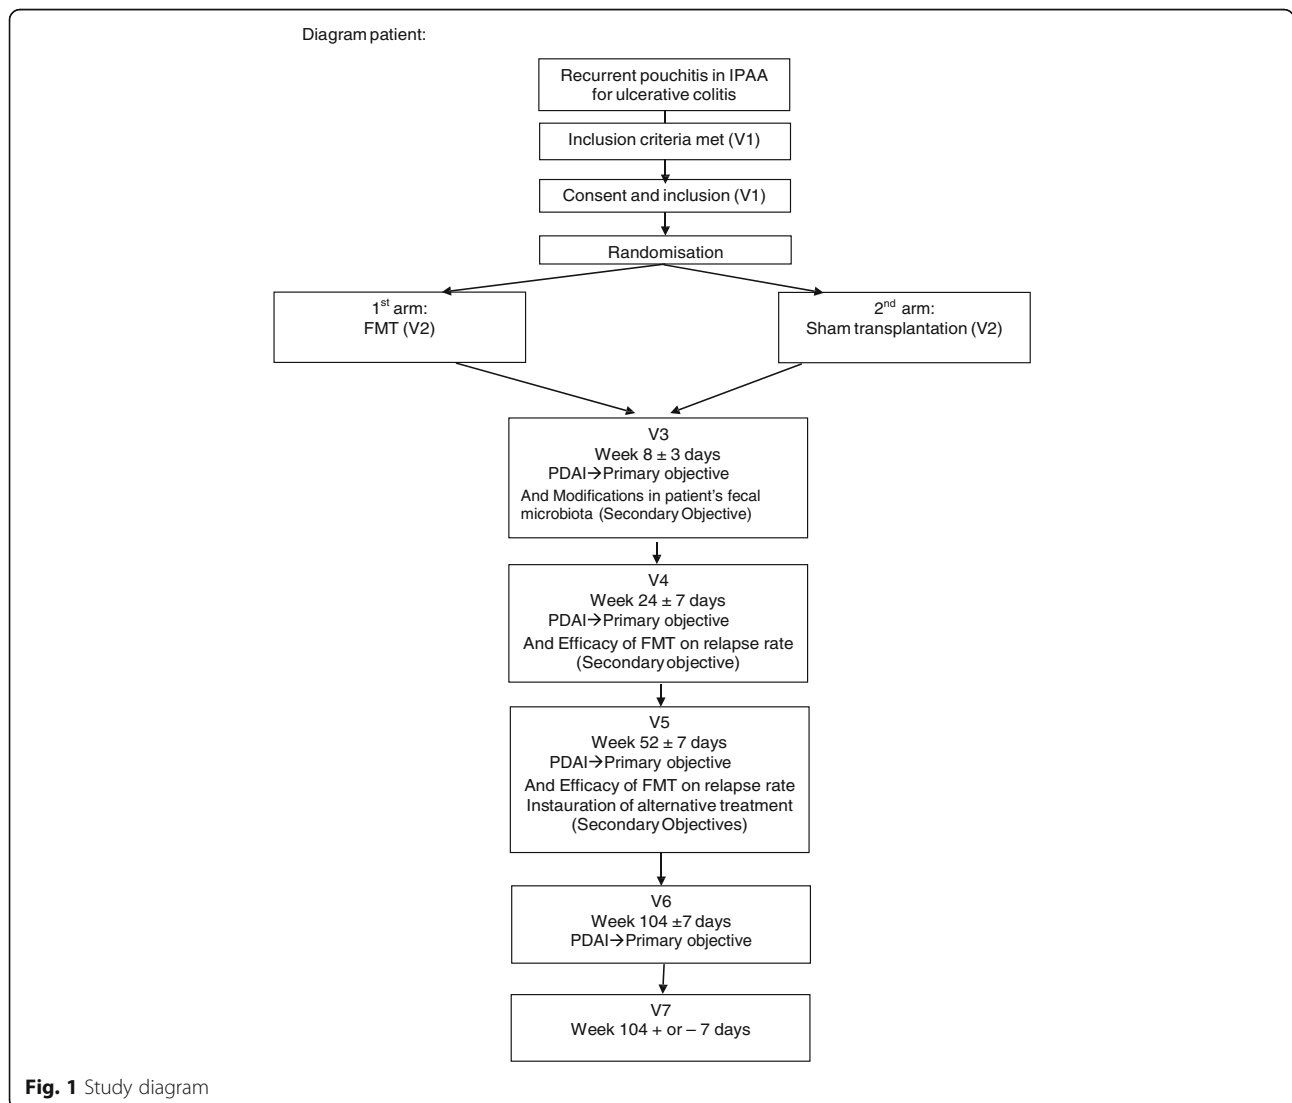 Diagram patient:
Recurrent pouchitis in IPAA
for ulcerative colitis
Inclusion criteria met (V1)
Consent and inclusion (V1)
Randomisation
1st arm:
FMT (V2)
2nd arm:
Sham transplantation (V2)
V3
Week 8 ± 3 days
PDAI→Primary objective
And Modifications in patient's fecal
microbiota (Secondary Objective)
V4
Week 24 ± 7 days
PDAI→Primary objective
And Efficacy of FMT on relapse rate
(Secondary objective)
V5
Week 52 ± 7 days
PDAI→Primary objective
And Efficacy of FMT on relapse rate
Instauration of alternative treatment
(Secondary Objectives)
V6
Week 104 ±7 days
PDAI→Primary objective
V7
Week 104 + or – 7 days
Fig. 1 Study diagram